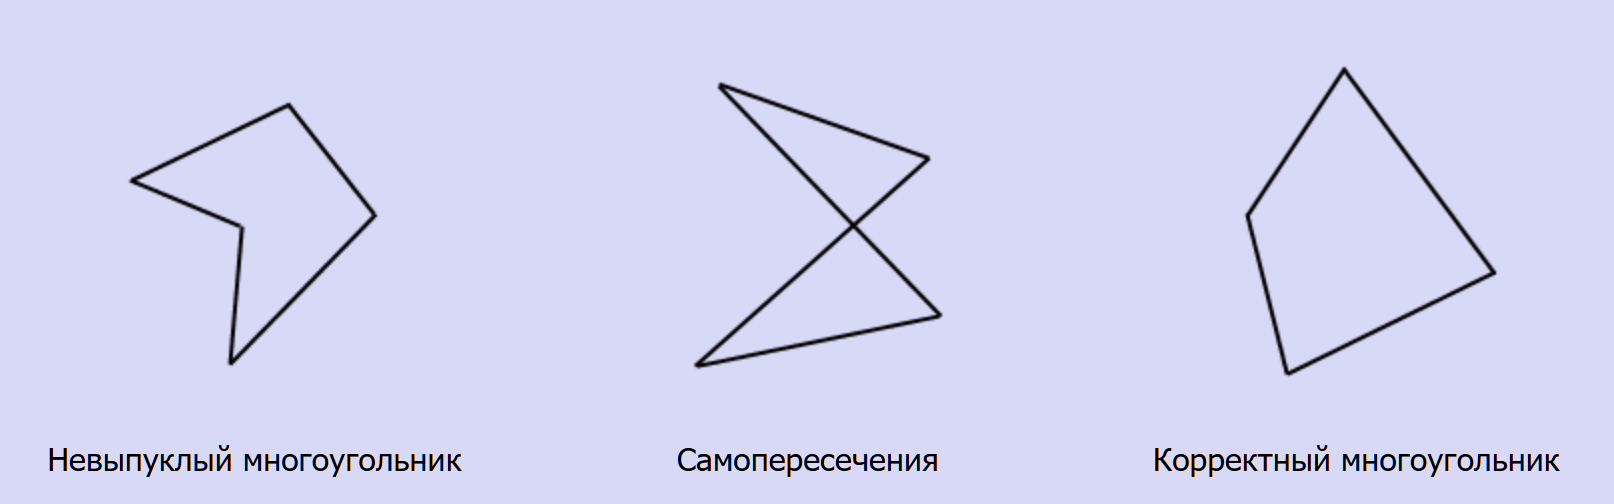 Невыпуклый многоугольник
Самопересечения
Корректный многоугольник